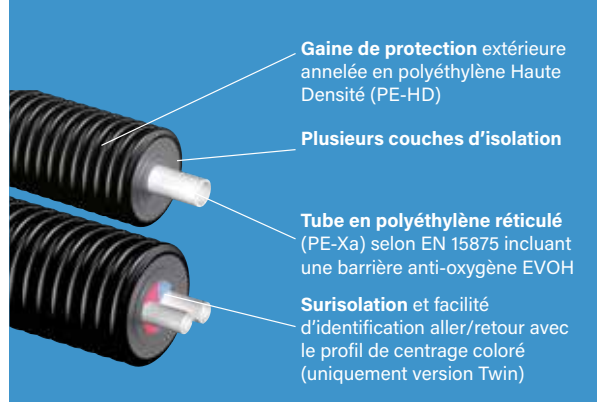 Gaine de protection extérieure
annelée en polyéthylène Haute
Densité (PE-HD)
Plusieurs couches d'isolation
Tube en polyéthylène réticulé
(PE-Xa) selon EN 15875 incluant
une barrière anti-oxygène EVOH
Surisolation et facilité
d'identification aller/retour avec
le profil de centrage coloré
(uniquement version Twin)